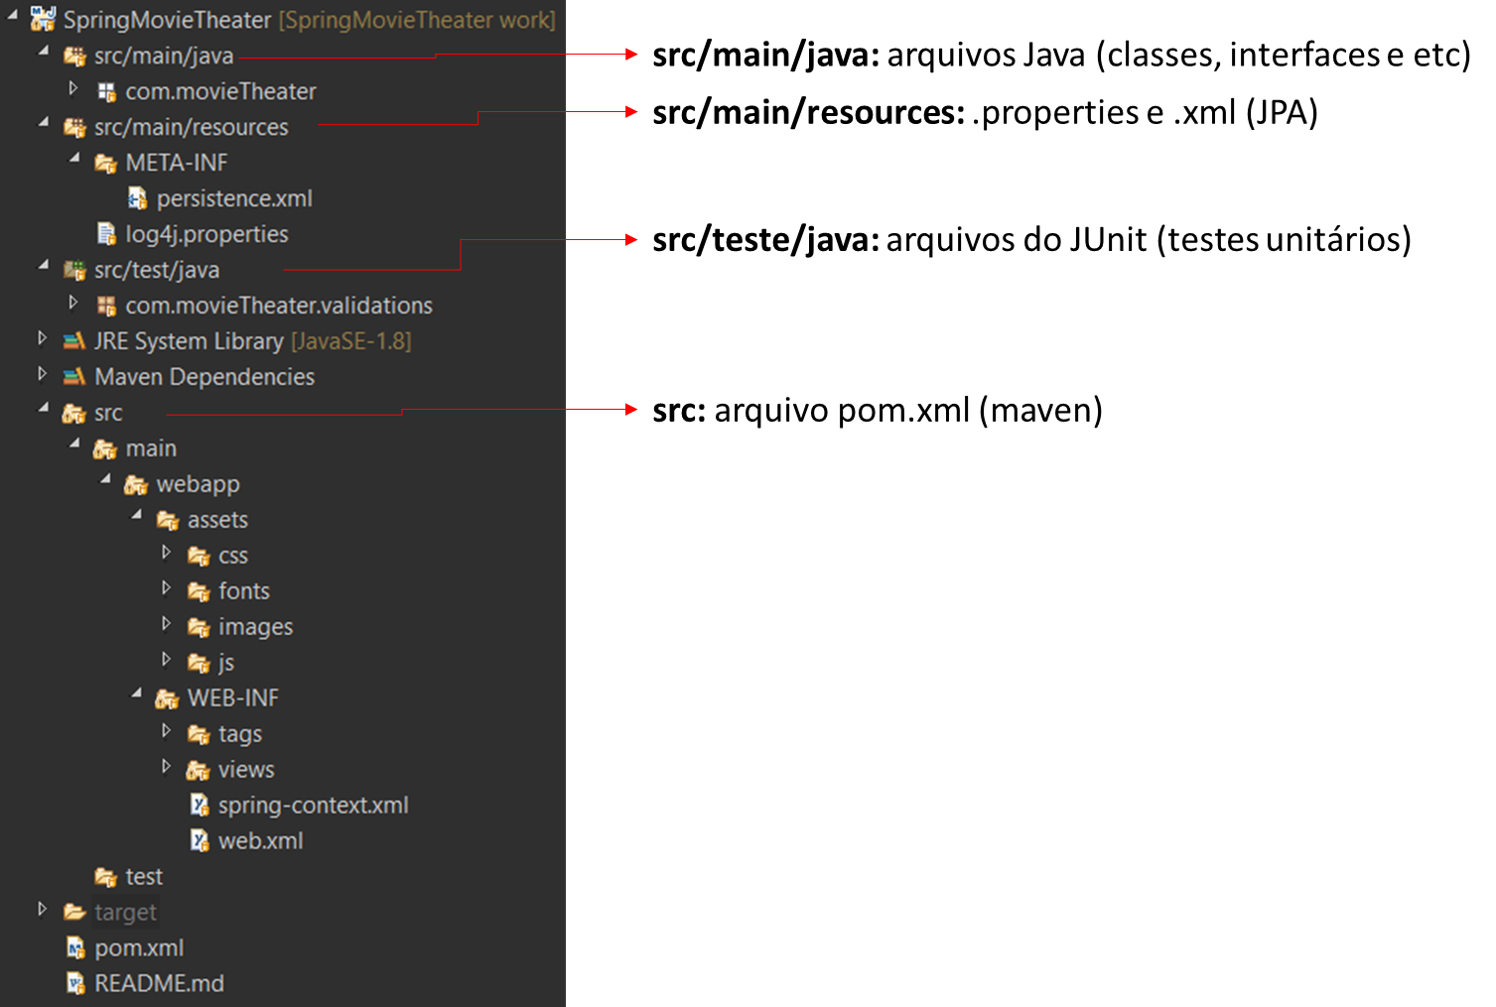 SpringMovieTheater [SpringMovieTheater work]
src/main/java
com.movieTheater
src/main/resources
META-INF
persistence.xml
log4j.properties
src/test/java
com.movieTheater.validations
JRE System Library [JavaSE-1.8]
Maven Dependencies
src
main
webapp
assets
css
fonts
images
js
WEB-INF
tags
views
spring-context.xml
web.xml
test
target
pom.xml
README.md
src/main/java: arquivos Java (classes, interfaces e etc)
src/main/resources: .properties e .xml (JPA)
src/teste/java: arquivos do JUnit (testes unitários)
src: arquivo pom.xml (maven)